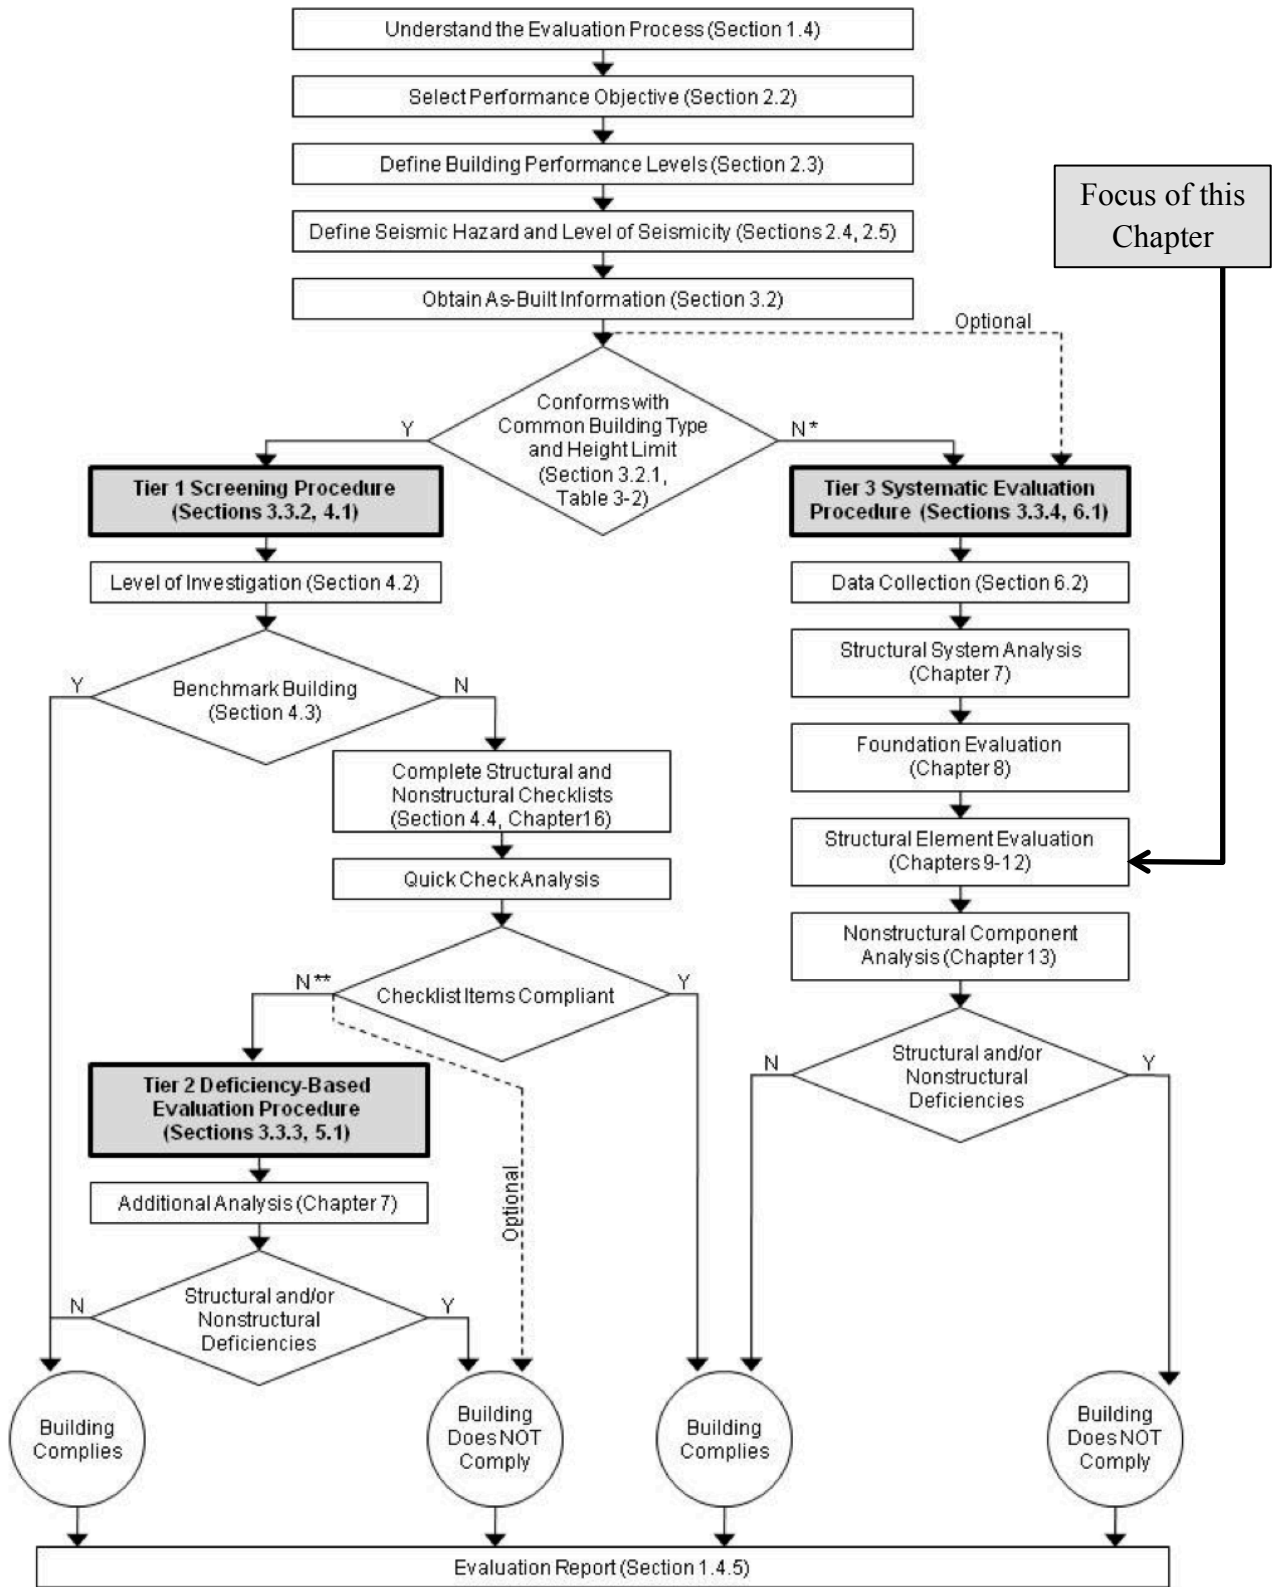 Understand the Evaluation Process (Section 1.4)
Select Performance Objective (Section 2.2)
Define Building Performance Levels (Section 2.3)
Focus of this
Chapter
Define Seismic Hazard and Level of Seismicity (Sections 2.4, 2.5)
Obtain As-Built Information (Section 3.2)
Optional
Conforms with
Common Building Type
and Height Limit
(Section 3.2.1,
Table 3-2)
Y
N*
Tier 1 Screening Procedure
(Sections 3.3.2, 4.1)
Tier 3 Systematic Evaluation
Procedure (Sections 3.3.4, 6.1)
Level of Investigation (Section 4.2)
Data Collection (Section 6.2)
Structural System Analysis
(Chapter 7)
Y
Benchmark Building
(Section 4.3)
N
Foundation Evaluation
(Chapter 8)
Complete Structural and
Nonstructural Checklists
(Section 4.4, Chapter16)
Structural Element Evaluation
(Chapters 9-12)
Quick Check Analysis
Nonstructural Component
Analysis (Chapter 13)
N**
Checklist Items Compliant
Y
N
Structural and/or
Nonstructural
Deficiencies
Y
Tier 2 Deficiency-Based
Evaluation Procedure
(Sections 3.3.3, 5.1)
Optional
Additional Analysis (Chapter 7)
N
Structural and/or
Nonstructural
Deficiencies
Y
Building
Complies
Building
Does NOT
Comply
Building
Complies
Building
Does NOT
Comply
Evaluation Report (Section 1.4.5)